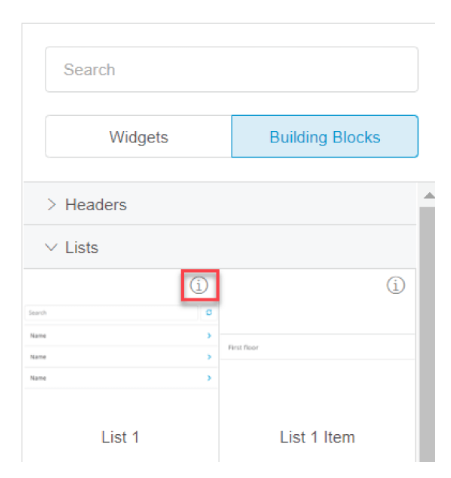 Search
Widgets Building Blocks
Headers
Lists
Search
Name
Name
Name
First floor
List 1 List 1 Item